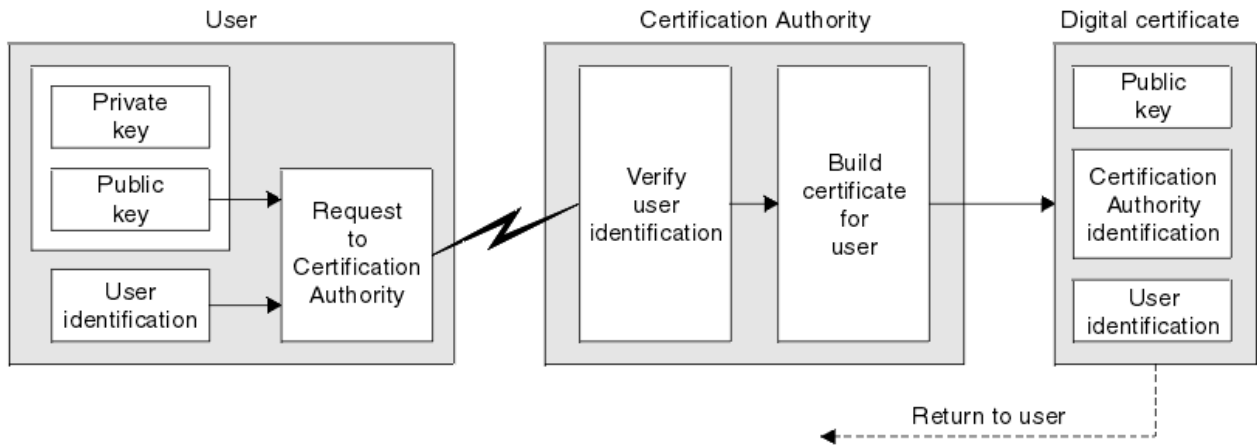 User
Certification Authority
Digital certificate
Private
key
Public
key
User
identification
Request
to
Certification
Authority
Verify
user
identification
Build
certificate
for
user
Public
key
Certification
Authority
identification
User
identification
Return to user